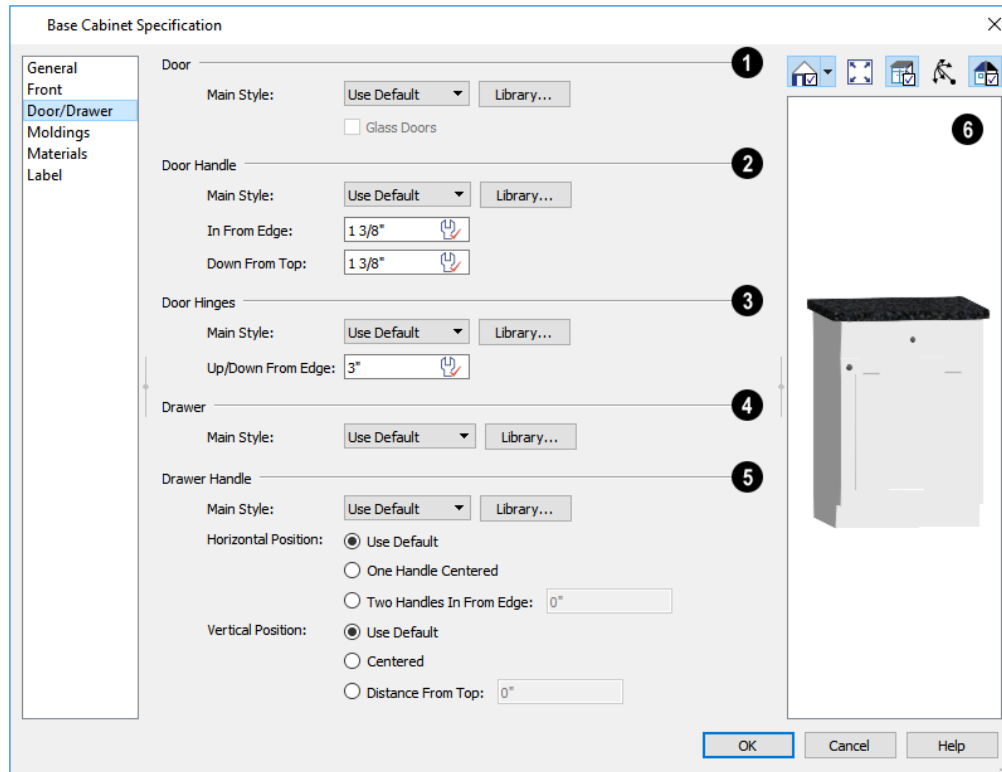 Base Cabinet Specification
General
Front
Door/Drawer
Moldings
Materials
Label
Door
1
Main Style: Use Default Library...
Glass Doors
Door Handle
2
Main Style: Use Default Library...
In From Edge: 1 3/8"
Down From Top: 1 3/8"
Door Hinges
3
Main Style: Use Default Library...
Up/Down From Edge: 3"
Drawer
4
Main Style: Use Default Library...
Drawer Handle
5
Main Style: Use Default Library...
Horizontal Position: Use Default
One Handle Centered
Two Handles In From Edge: 0"
Vertical Position: Use Default
Centered
Distance From Top: 0"
6
OK Cancel Help